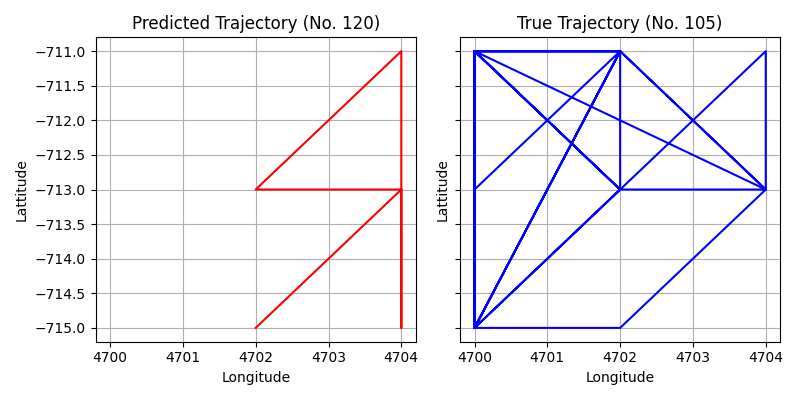 Predicted Trajectory (No. 120)
True Trajectory (No. 105)
−711.0
−711.5
−712.0
−712.5
−713.0
−713.5
−714.0
−714.5
−715.0
Lattitude
Lattitude
4700 4701 4702 4703 4704
4700 4701 4702 4703 4704
Longitude
Longitude